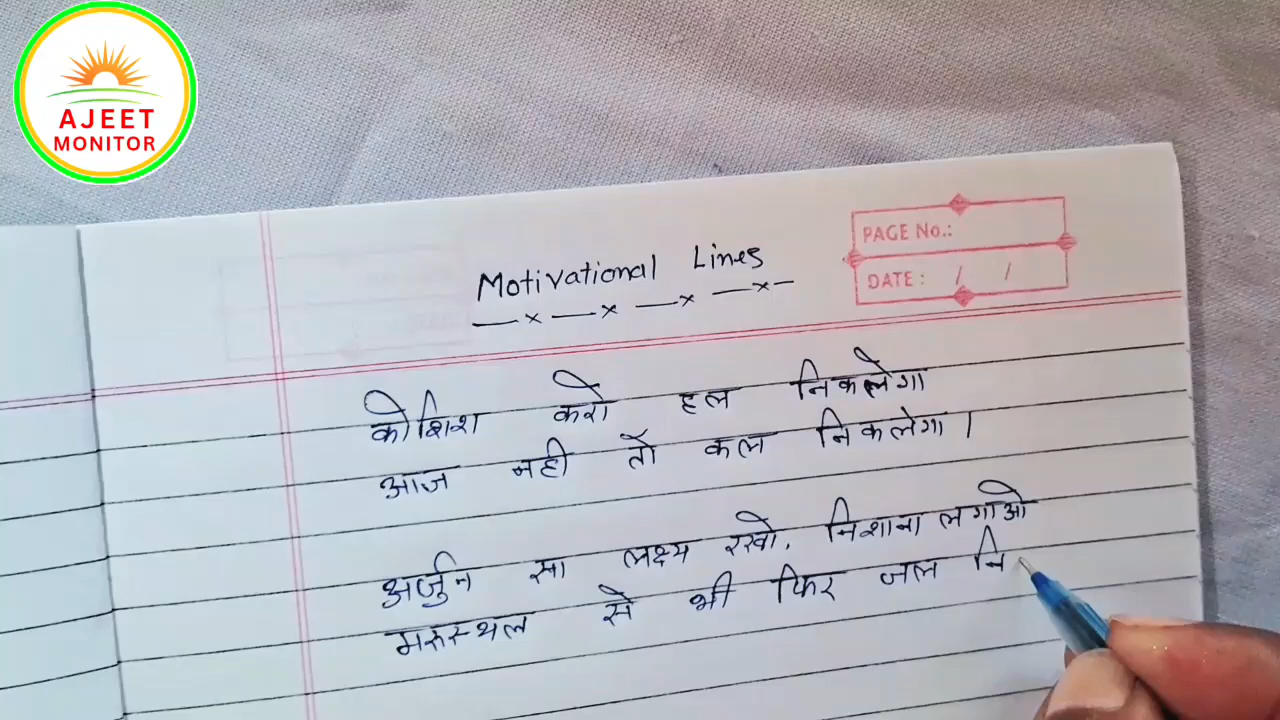 AJEET
MONITOR
PAGE No.:
DATE : / /
Motivational Lines
कोशिश करो हल निकलेगा
आज नही तो कल निकलेगा।
अर्जुन सा लक्ष्य रखो, निशाना लगाओ
मरुस्थल से भी फिर जल नि